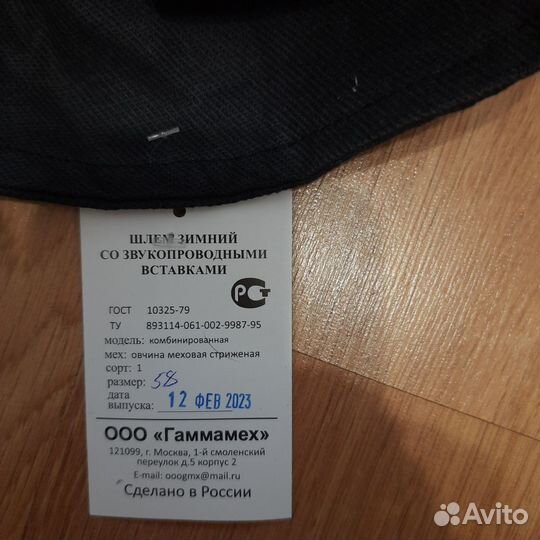 ШЛЕМ ЗИМНИЙ
СО ЗВУКОПРОВОДНЫМИ
ВСТАВКАМИ
РСТ
ГОСТ 10325-79
ТУ 893114-061-002-9987-95
модель: комбинированная
мех: овчина меховая стриженая
сорт: 1
размер: 58
дата
выпуска: 12 ФЕВ 2023
ООО «Гаммамех»
121099, г. Москва, 1-й смоленский
переулок д.5 корпус 2
E-mail: ooogmx@mail.ru
Сделано в России
Avito